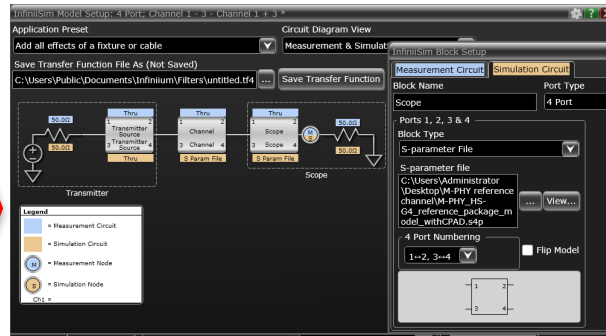 InfiniiSim Model Setup: 4 Port; Channel 1 - 3 - Channel 1 + 3 *
Application Preset
Circuit Diagram View
Add all effects of a fixture or cable
Measurement & Simulat
Save Transfer Function File As (Not Saved)
C:\Users\Public\Documents\Infiniium\Filters\untitled.tf4
...
Save Transfer Function
50.0Ω
50.0Ω
Thru
1 2
Transmitter Source
3 Transmitter 4
Source
Thru
Thru
1 2
Channel
3 Channel 4
S Param File
Thru
1 2
Scope
3 Scope 4
S Param File
M
S
50.0Ω
50.0Ω
Transmitter
Scope
Legend
= Measurement Circuit
= Simulation Circuit
M = Measurement Node
S = Simulation Node
Ch1 =
InfiniiSim Block Setup
Measurement Circuit
Simulation Circuit
Block Name
Port Type
Scope
4 Port
Ports 1, 2, 3 & 4
Block Type
S-parameter File
S-parameter file
C:\Users\Administrator
\Desktop\M-PHY reference
channel\M-PHY_HS-
G4_reference_package_m
odel_withCPAD.s4p
...
View...
4 Port Numbering
1↔2, 3↔4
Flip Model
1 2
3 4